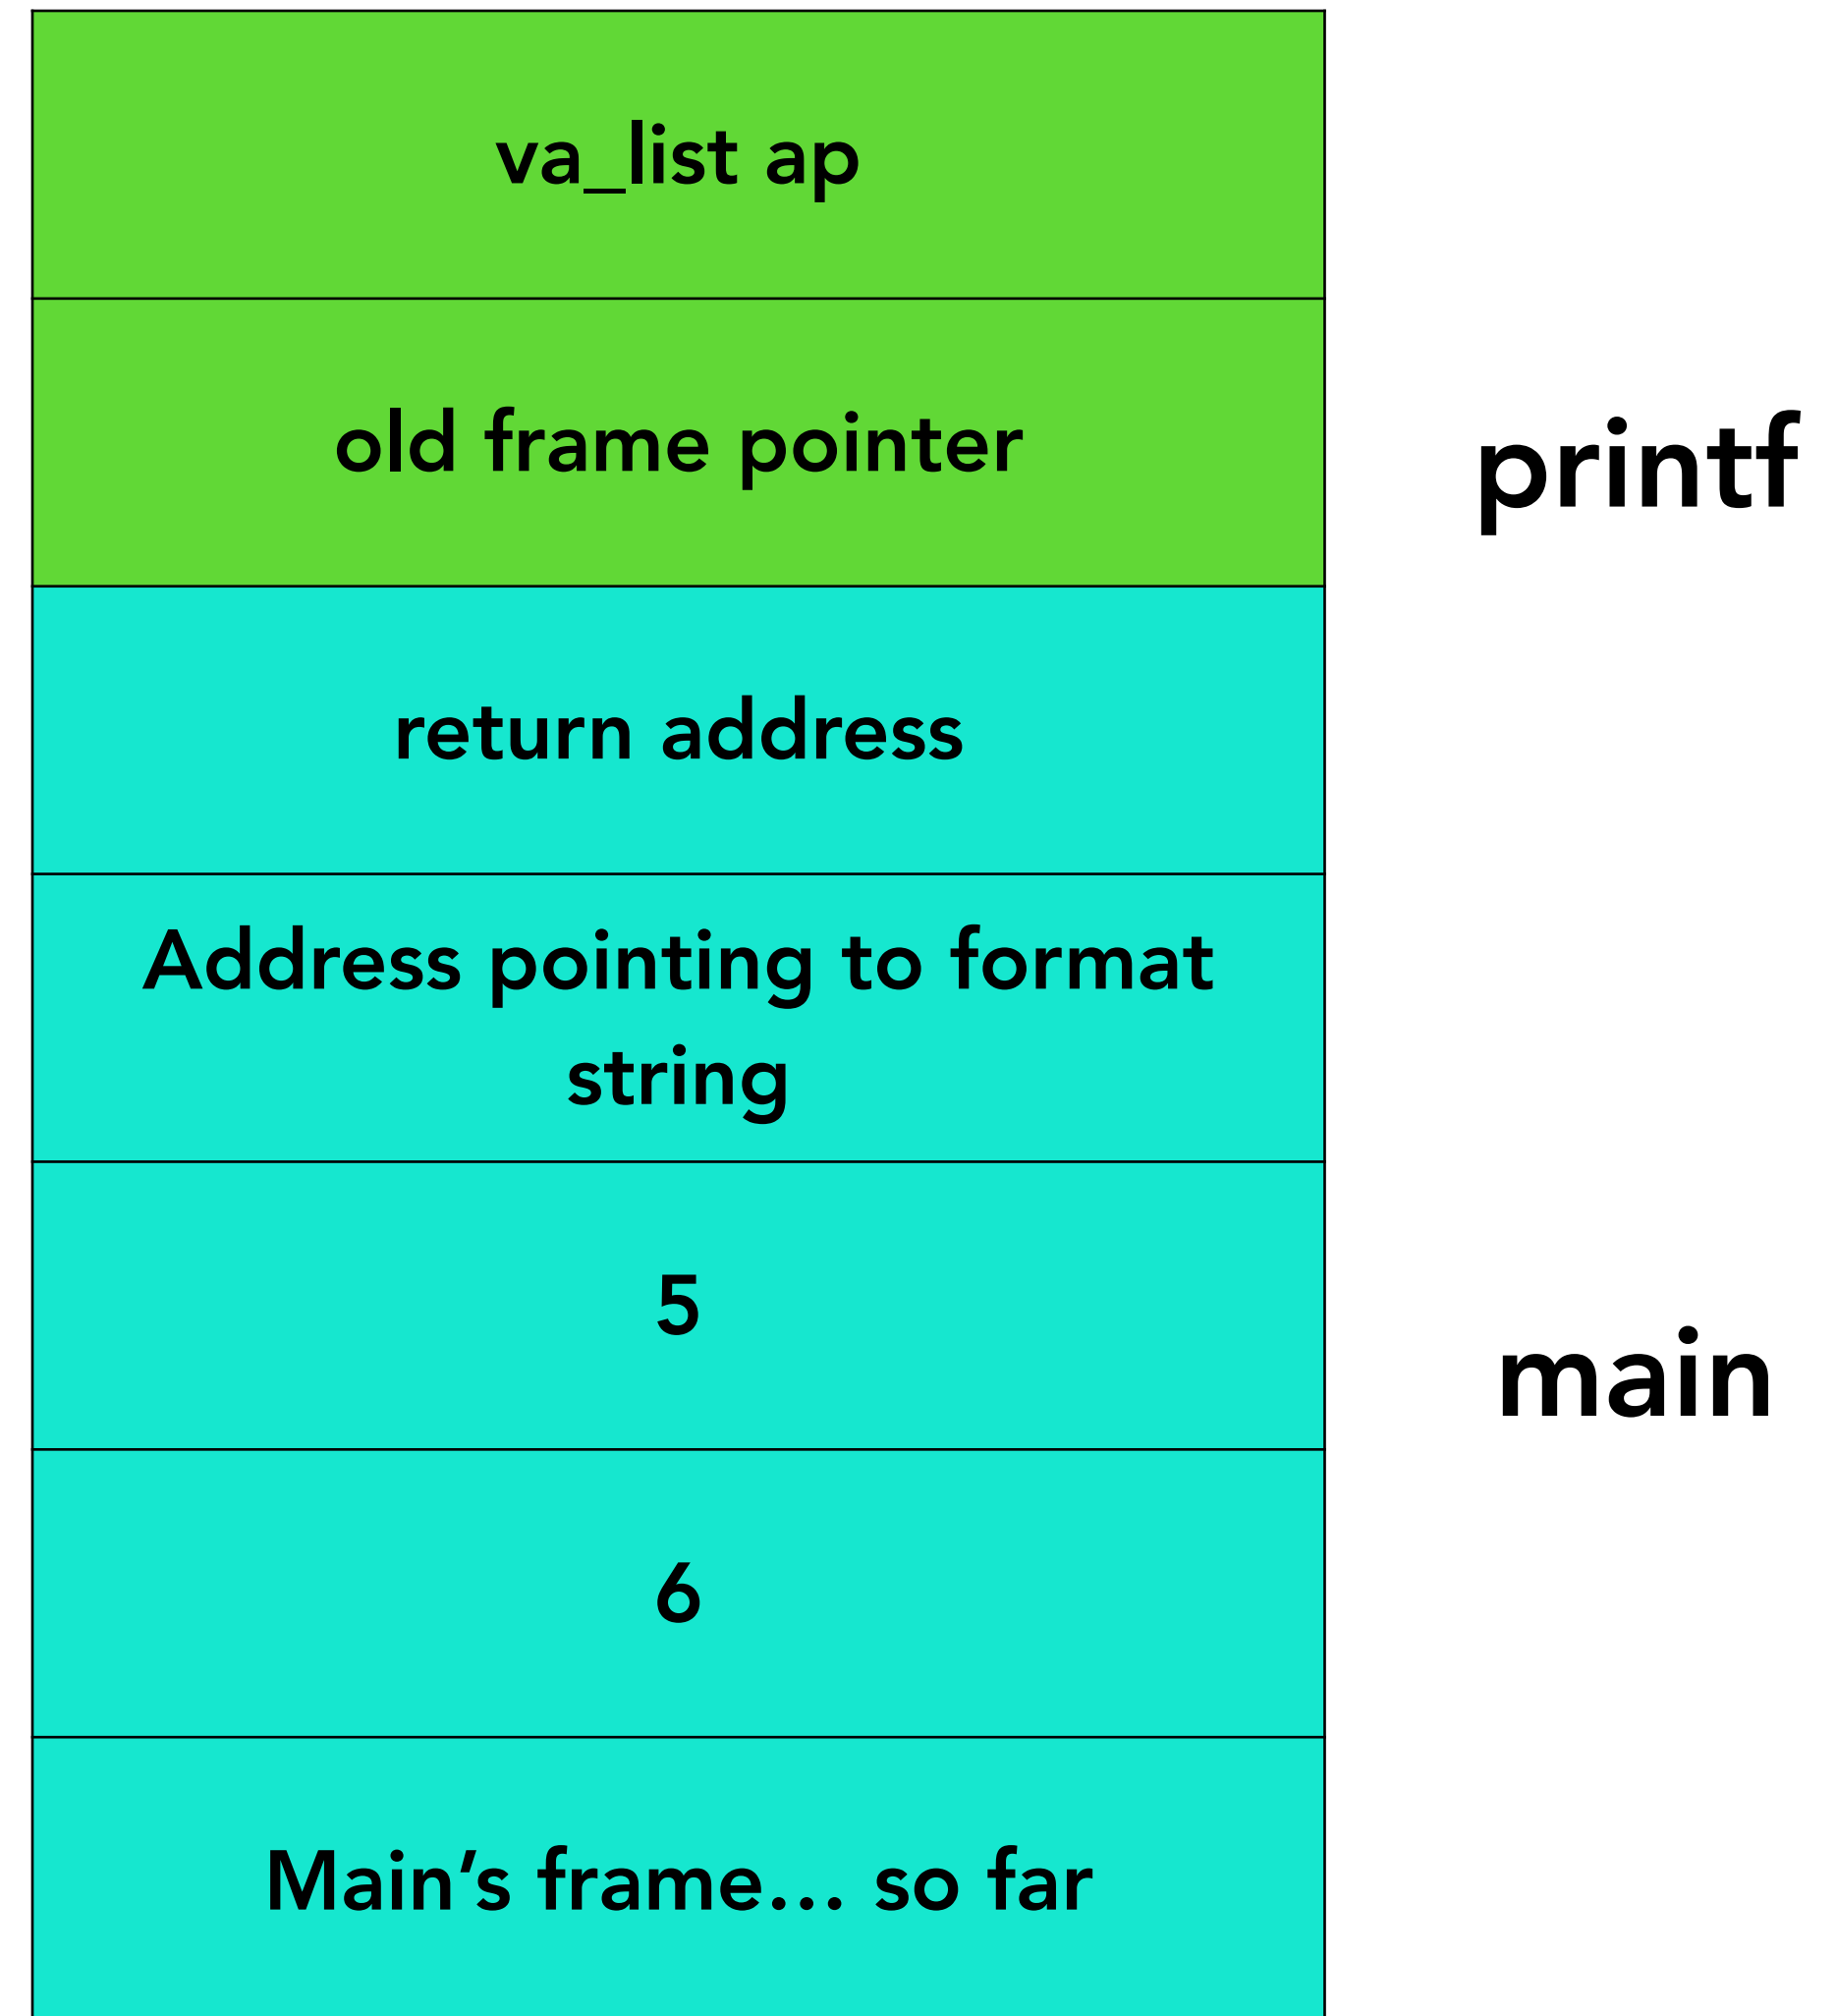 va_list ap
old frame pointer
printf
return address
Address pointing to format
string
5
main
6
Main’s frame... so far